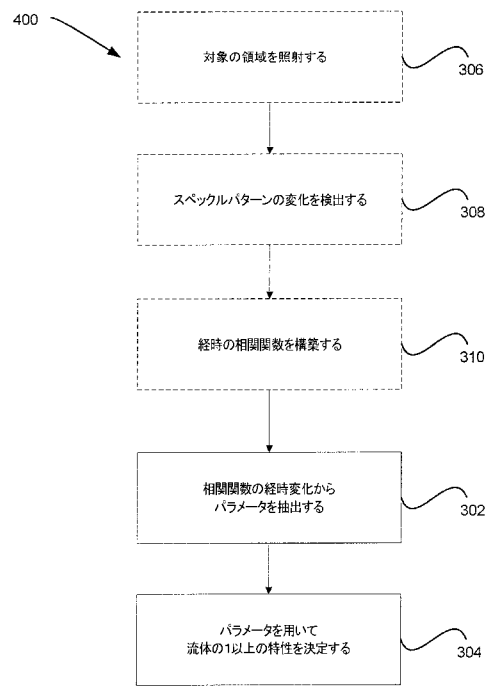 400
対象の領域を照射する
306
スペックルパターンの変化を検出する
308
経時の相関関数を構築する
310
相関関数の経時変化から
パラメータを抽出する
302
パラメータを用いて
流体の1以上の特性を決定する
304